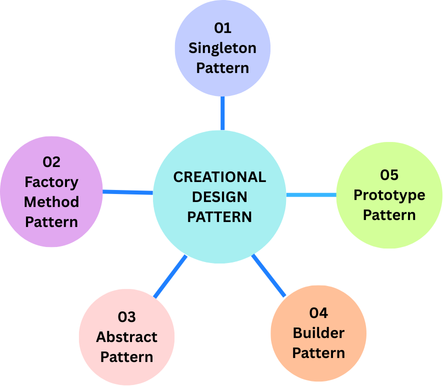 01
Singleton
Pattern
02
Factory
Method
Pattern
CREATIONAL
DESIGN
PATTERN
05
Prototype
Pattern
03
Abstract
Pattern
04
Builder
Pattern